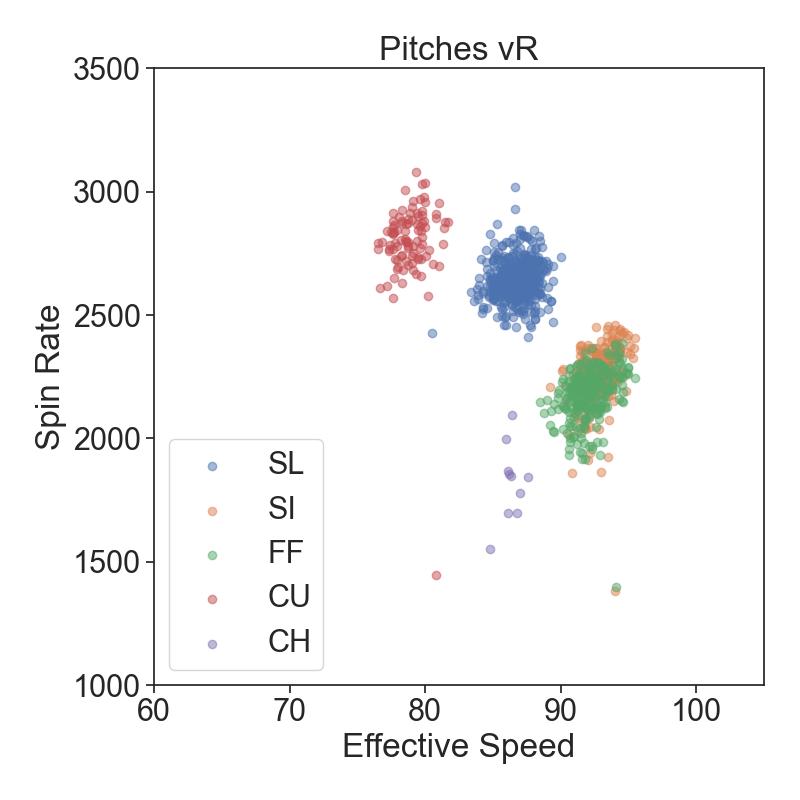 Pitches vR
3500
3000
2500
2000
1500
1000
Spin Rate
SL
SI
FF
CU
CH
60 70 80 90 100
Effective Speed